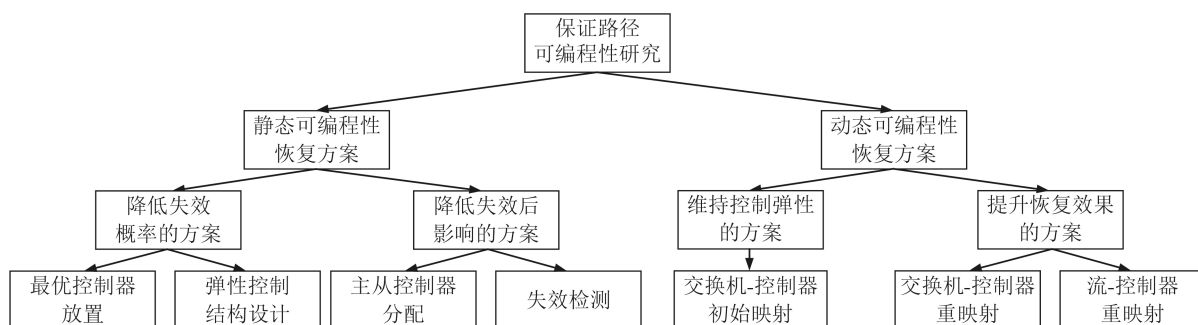 保证路径
可编程性研究
静态可编程性
恢复方案
动态可编程性
恢复方案
降低失效
概率的方案
降低失效后
影响的方案
维持控制弹性
的方案
提升恢复效果
的方案
最优控制器
放置
弹性控制
结构设计
主从控制器
分配
失效检测
交换机-控制器
初始映射
交换机-控制器
重映射
流-控制器
重映射